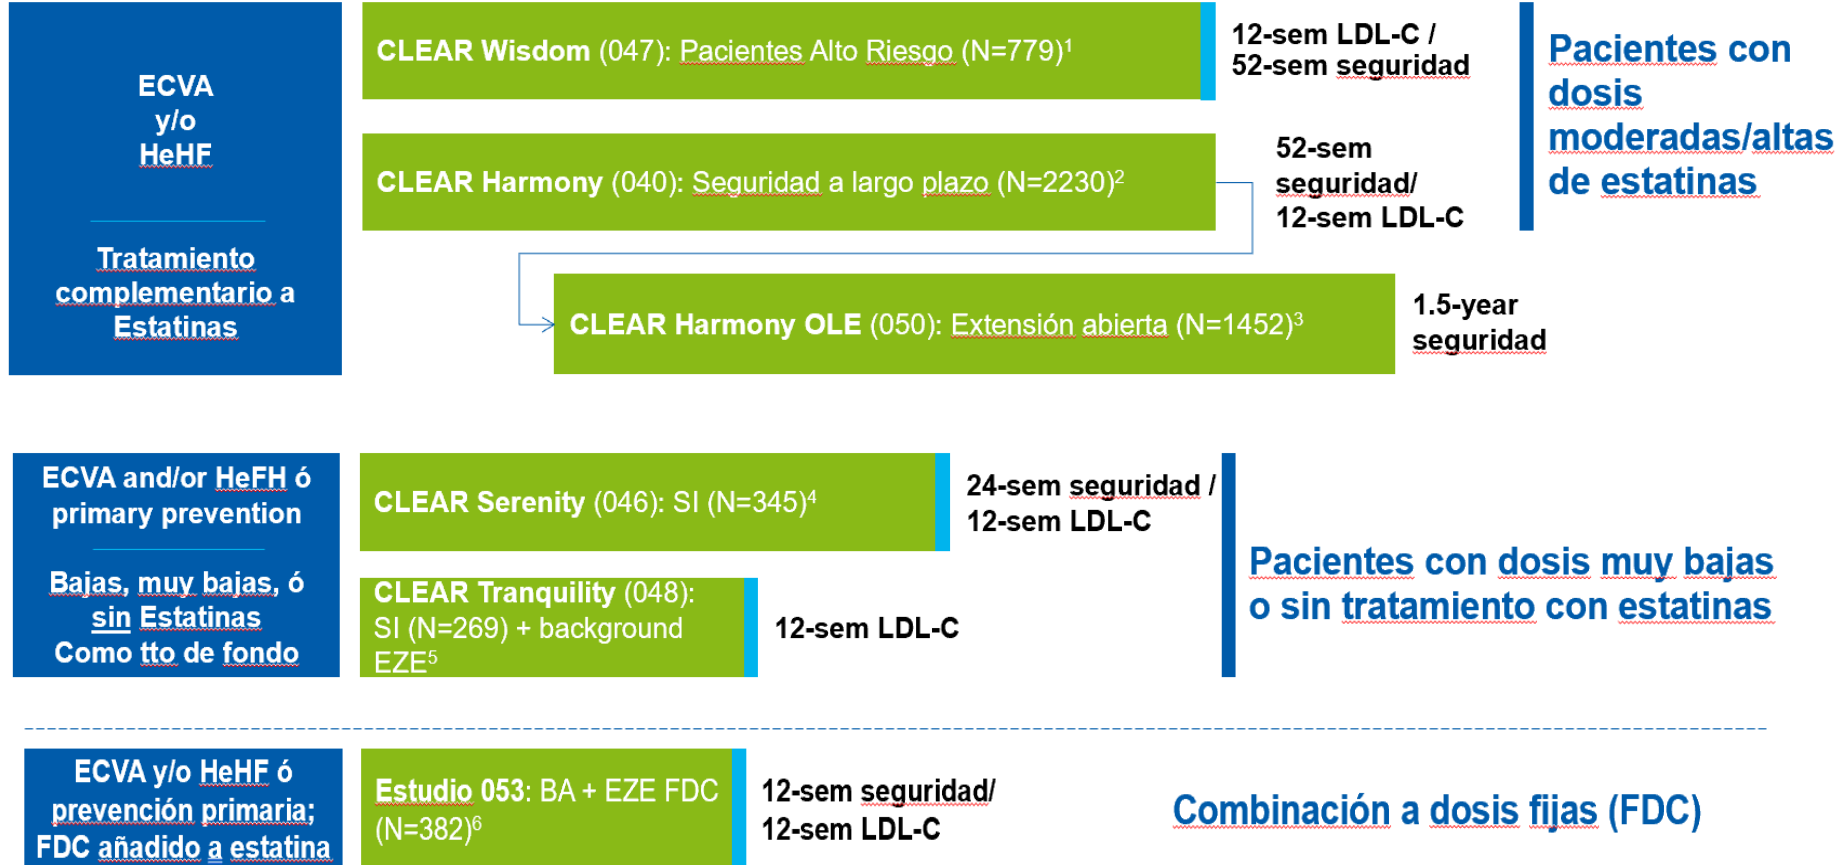 ECVA
y/o
HeHF
Tratamiento
complementario a
Estatinas
CLEAR Wisdom (047): Pacientes Alto Riesgo (N=779)¹
12-sem LDL-C /
52-sem seguridad
CLEAR Harmony (040): Seguridad a largo plazo (N=2230)²
52-sem
seguridad/
12-sem LDL-C
CLEAR Harmony OLE (050): Extensión abierta (N=1452)³
1.5-year
seguridad
Pacientes con
dosis
moderadas/altas
de estatinas
ECVA and/or HeFH ó
primary prevention
Bajas, muy bajas, ó
sin Estatinas
Como tto de fondo
CLEAR Serenity (046): SI (N=345)⁴
24-sem seguridad /
12-sem LDL-C
CLEAR Tranquility (048):
SI (N=269) + background
EZE⁵
12-sem LDL-C
Pacientes con dosis muy bajas
o sin tratamiento con estatinas
ECVA y/o HeHF ó
prevención primaria;
FDC añadido a estatina
Estudio 053: BA + EZE FDC
(N=382)⁶
12-sem seguridad/
12-sem LDL-C
Combinación a dosis fijas (FDC)